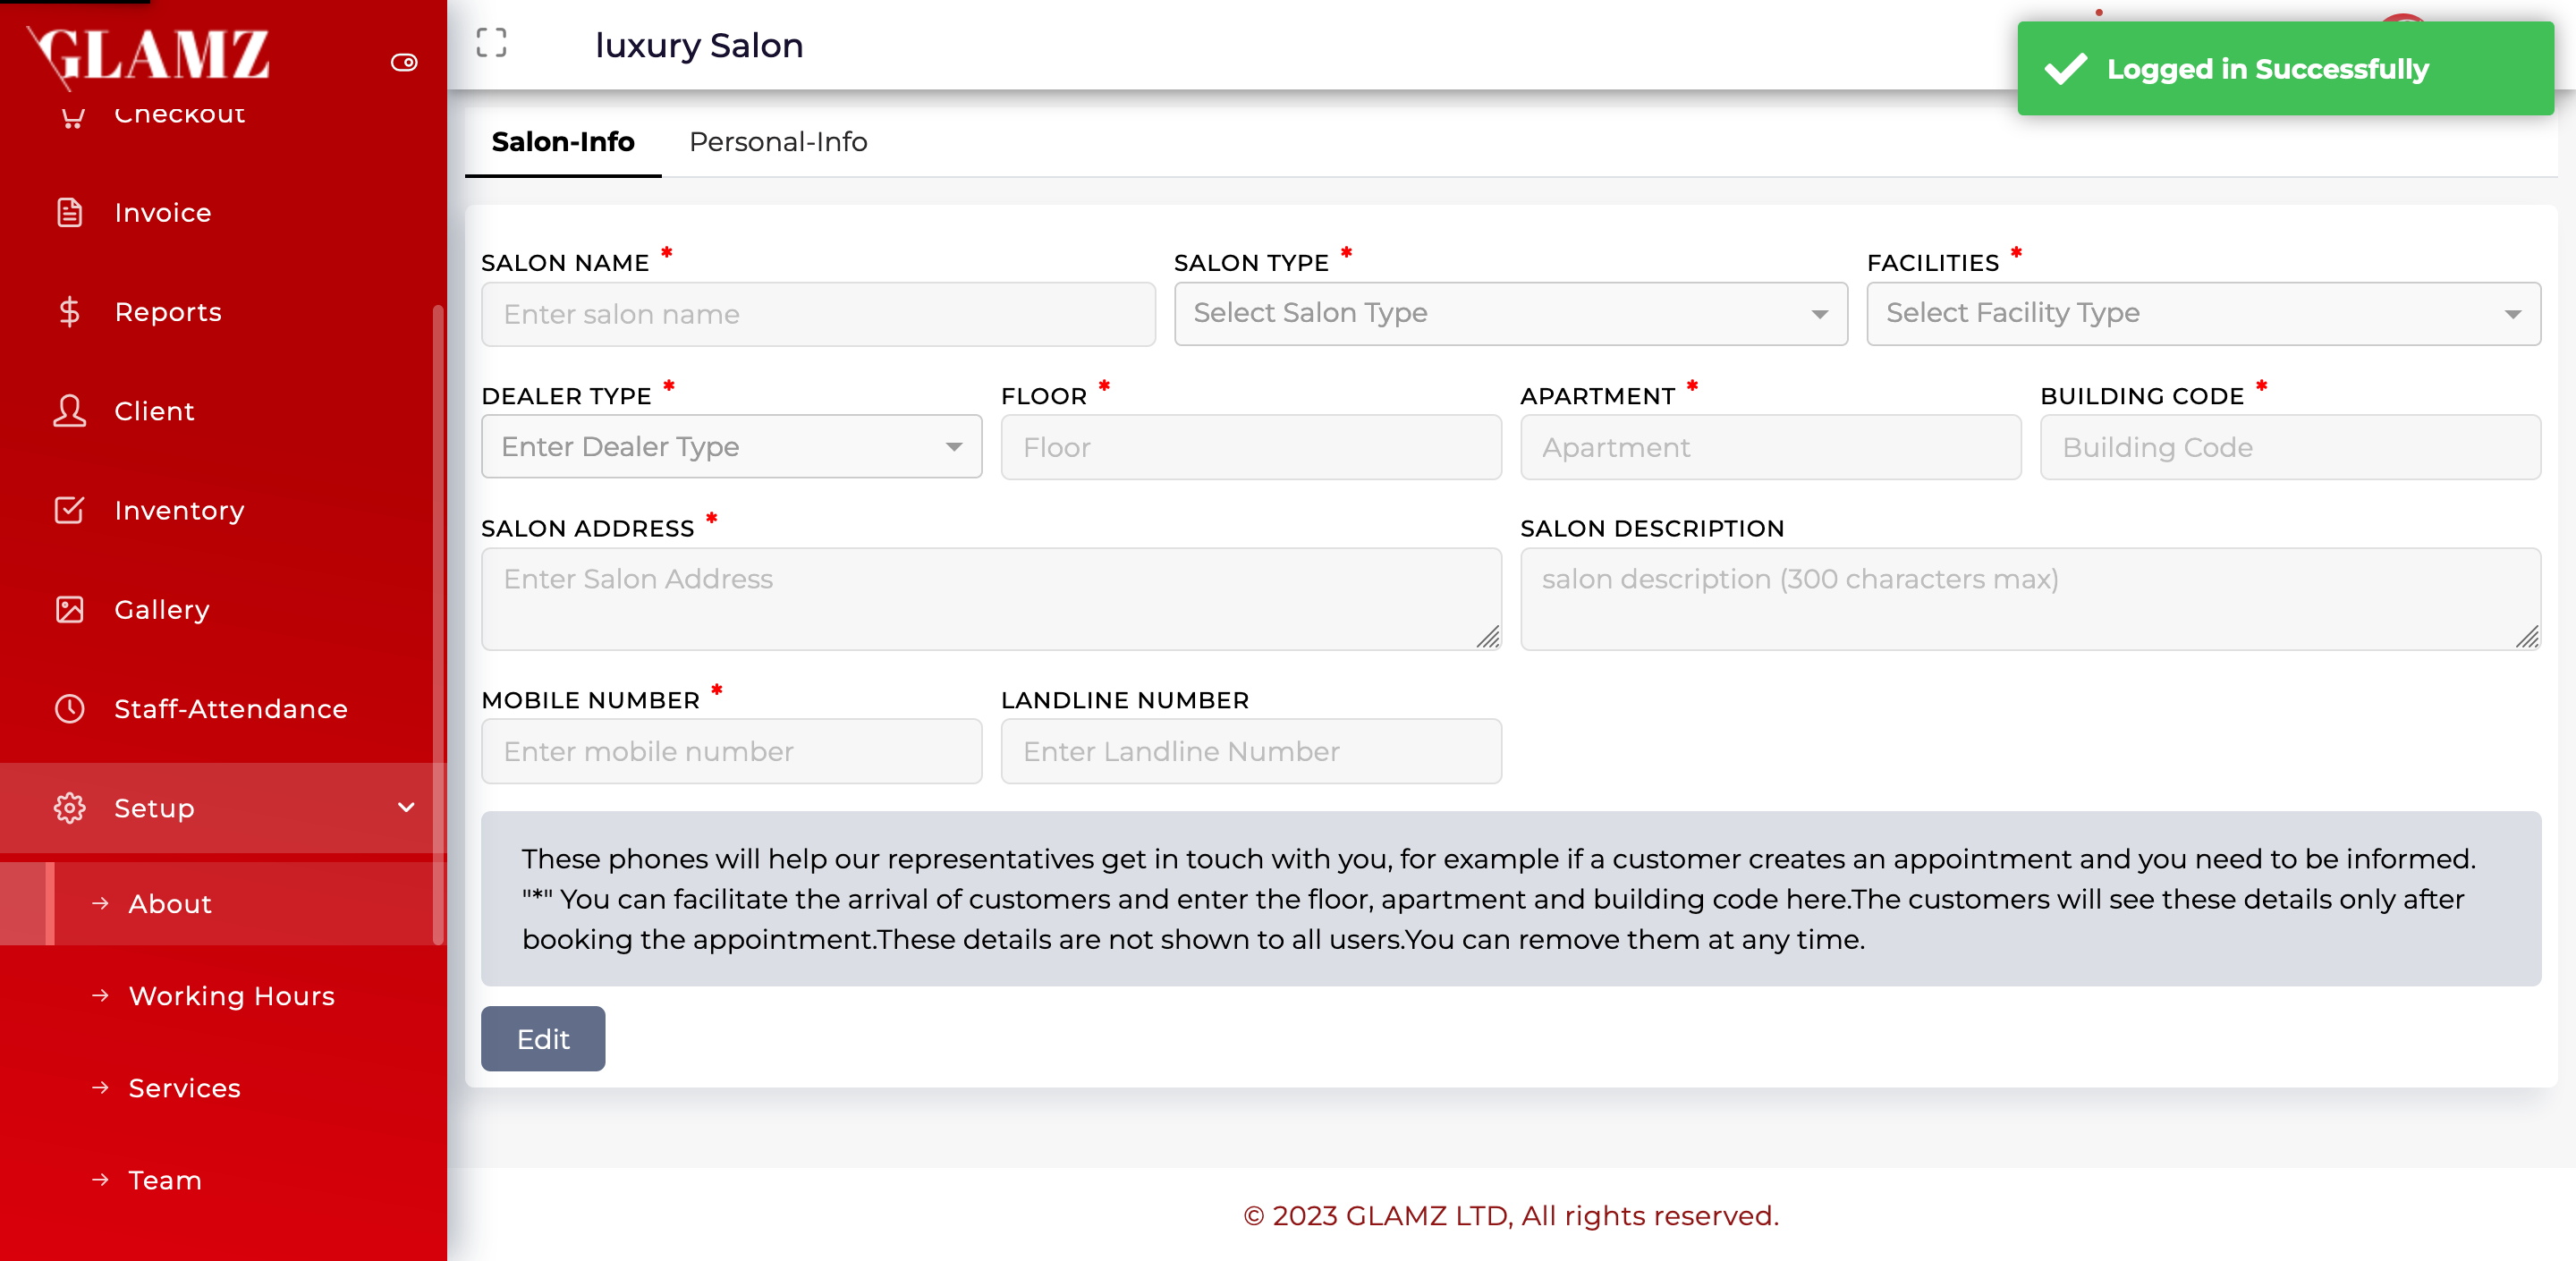 GLAMZ
Checkout
Invoice
Reports
Client
Inventory
Gallery
Staff-Attendance
Setup
About
Working Hours
Services
Team
luxury Salon
Logged in Successfully
Salon-Info
Personal-Info
SALON NAME *
Enter salon name
SALON TYPE *
Select Salon Type
FACILITIES *
Select Facility Type
DEALER TYPE *
Enter Dealer Type
FLOOR *
Floor
APARTMENT *
Apartment
BUILDING CODE *
Building Code
SALON ADDRESS *
Enter Salon Address
SALON DESCRIPTION
salon description (300 characters max)
MOBILE NUMBER *
Enter mobile number
LANDLINE NUMBER
Enter Landline Number
These phones will help our representatives get in touch with you, for example if a customer creates an appointment and you need to be informed.
"*" You can facilitate the arrival of customers and enter the floor, apartment and building code here.The customers will see these details only after
booking the appointment.These details are not shown to all users.You can remove them at any time.
Edit
© 2023 GLAMZ LTD, All rights reserved.